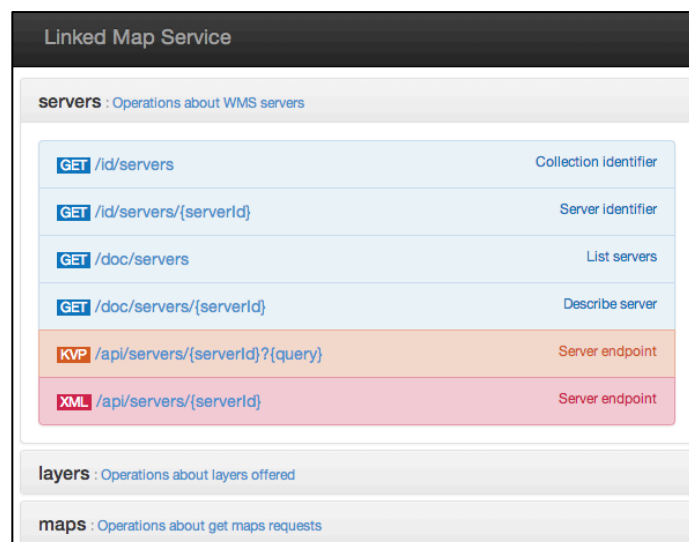 Linked Map Service
servers : Operations about WMS servers
GET /id/servers Collection identifier
GET /id/servers/{serverId} Server identifier
GET /doc/servers List servers
GET /doc/servers/{serverId} Describe server
KVP /api/servers/{serverId}?{query} Server endpoint
XML /api/servers/{serverId} Server endpoint
layers : Operations about layers offered
maps : Operations about get maps requests